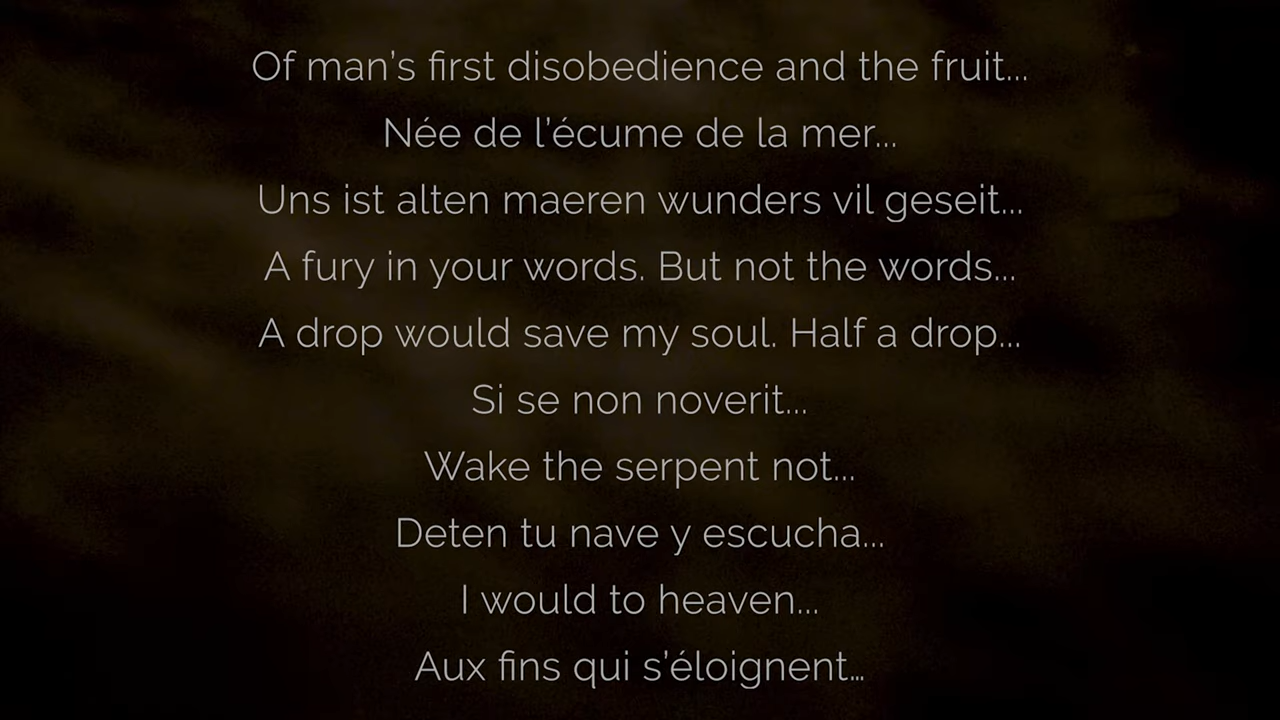 Of man’s first disobedience and the fruit...
Née de l’écume de la mer...
Uns ist alten maeren wunders vil geseit...
A fury in your words. But not the words...
A drop would save my soul. Half a drop...
Si se non noverit...
Wake the serpent not...
Deten tu nave y escucha...
I would to heaven...
Aux fins qui s’éloignent...